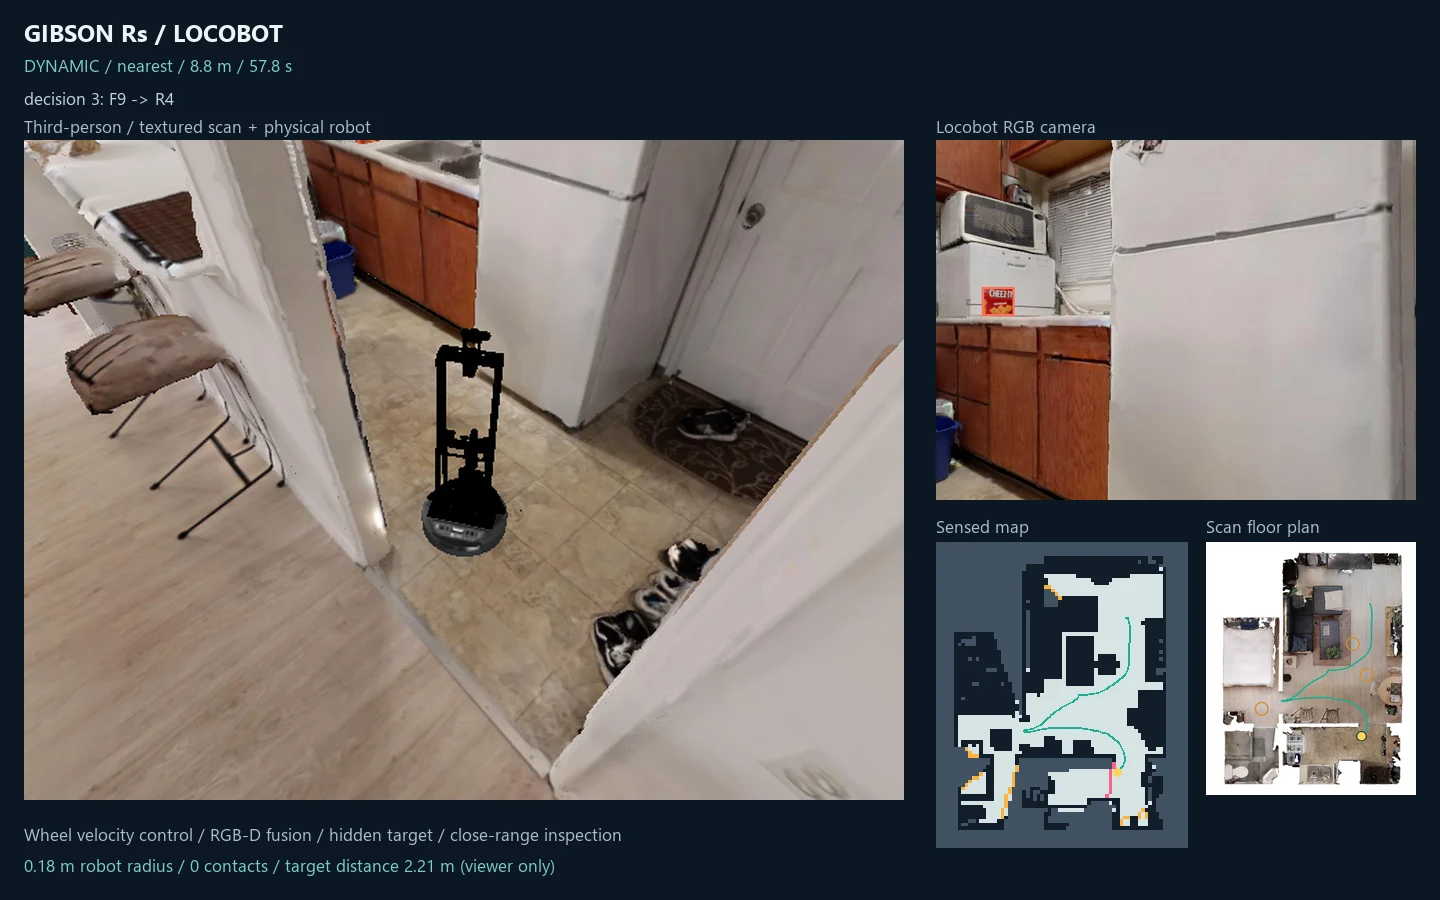 GIBSON Rs / LOCOBOT
DYNAMIC / nearest / 8.8 m / 57.8 s
decision 3: F9 -> R4
Third-person / textured scan + physical robot
Locobot RGB camera
CHEEZ-IT
Sensed map
Scan floor plan
Wheel velocity control / RGB-D fusion / hidden target / close-range inspection
0.18 m robot radius / 0 contacts / target distance 2.21 m (viewer only)